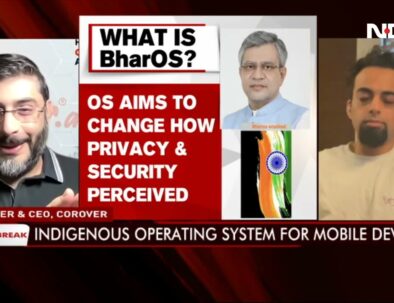 ND
WHAT IS
BharOS?
OS AIMS TO
CHANGE HOW
PRIVACY &
SECURITY
PERCEIVED
ER & CEO, COROVER
BREAK
INDIGENOUS OPERATING SYSTEM FOR MOBILE DEV